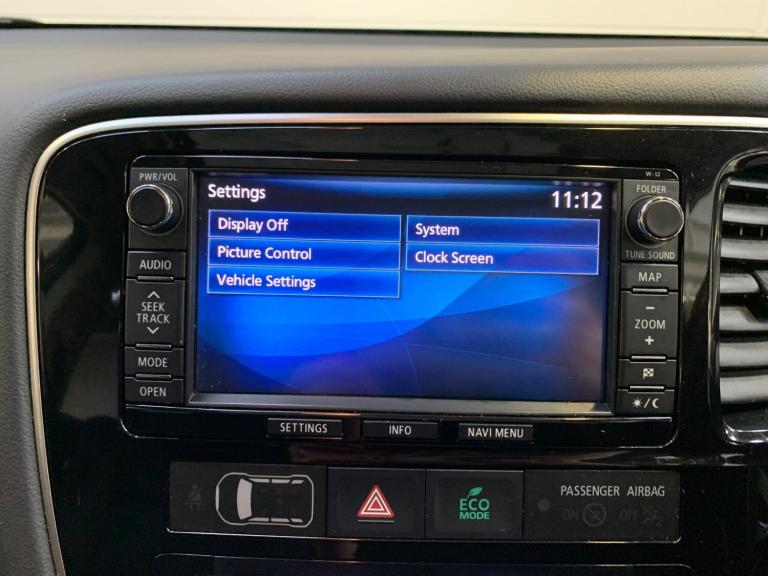 PWR/VOL
W-12
FOLDER
Settings
11:12
Display Off
System
Picture Control
Clock Screen
Vehicle Settings
TUNE SOUND
AUDIO
MAP
SEEK
TRACK
ZOOM
MODE
OPEN
SETTINGS
INFO
NAVI MENU
ECO
MODE
PASSENGER AIRBAG
ON
OFF